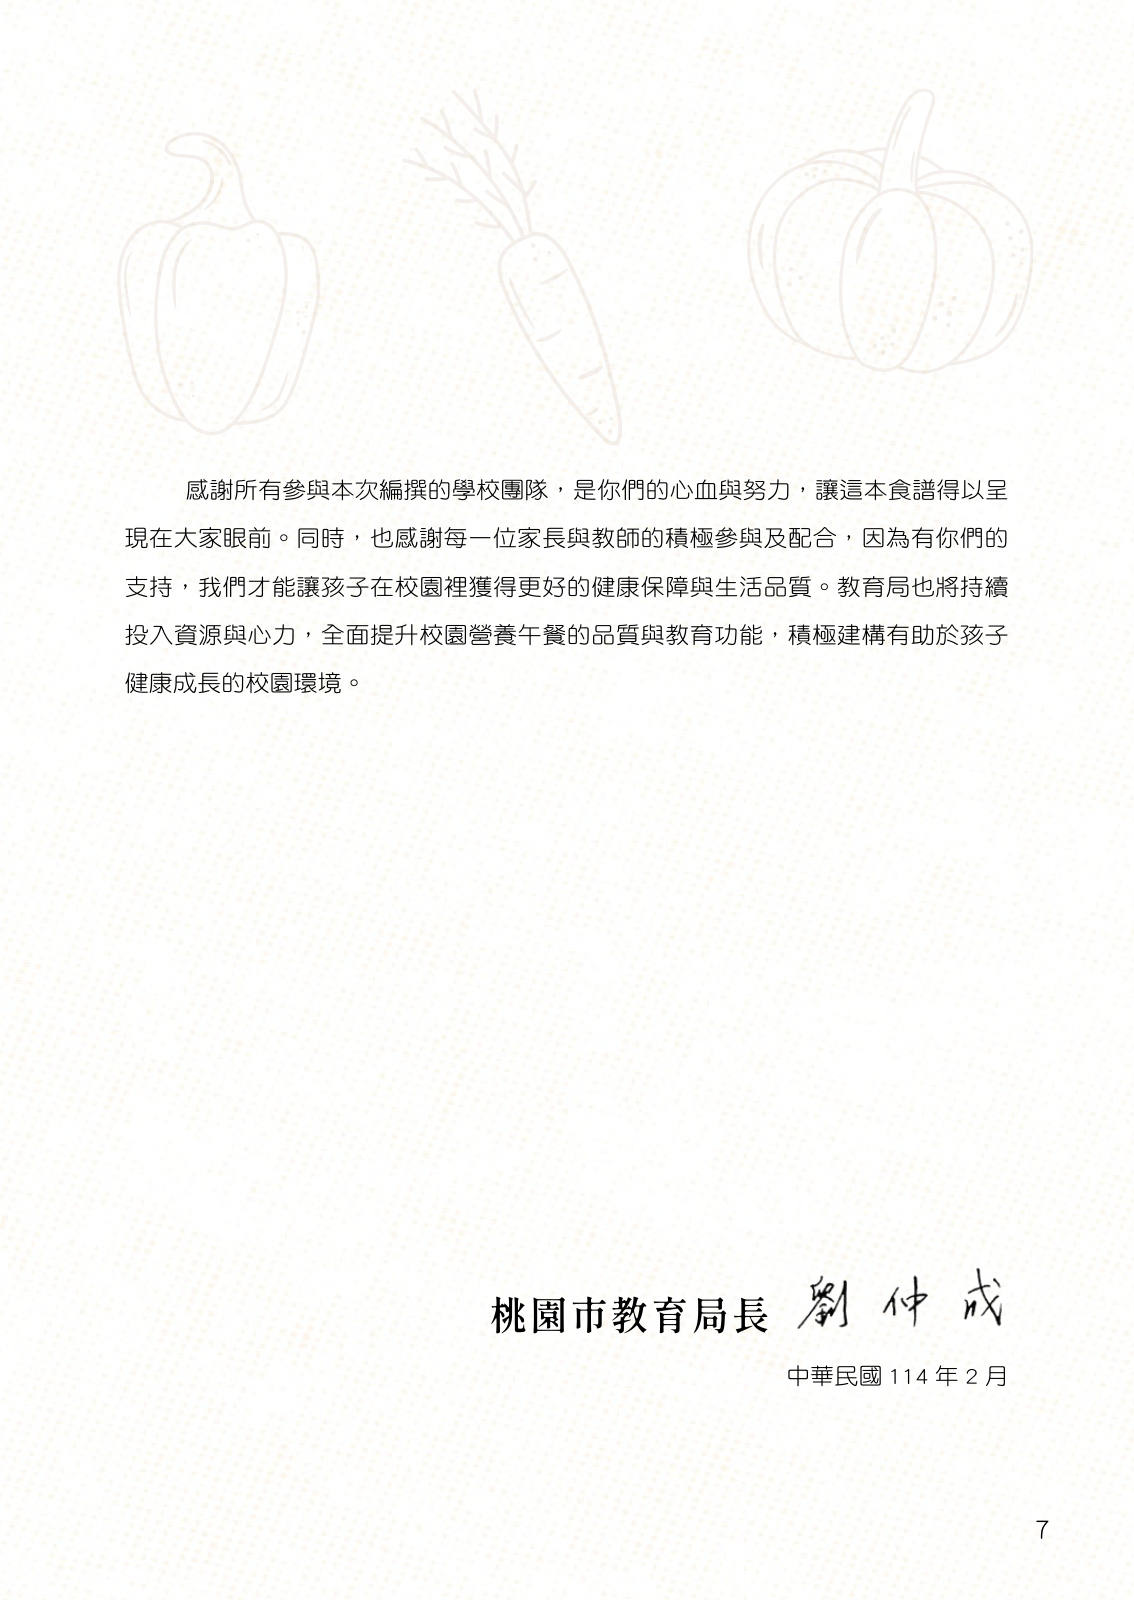 感謝所有參與本次編撰的學校團隊，是你們的心血與努力，讓這本食譜得以呈
現在大家眼前。同時，也感謝每一位家長與教師的積極參與及配合，因為有你們的
支持，我們才能讓孩子在校園裡獲得更好的健康保障與生活品質。教育局也將持續
投入資源與心力，全面提升校園營養午餐的品質與教育功能，積極建構有助於孩子
健康成長的校園環境。
桃園市教育局長 劉仲成
中華民國 114 年 2 月
7